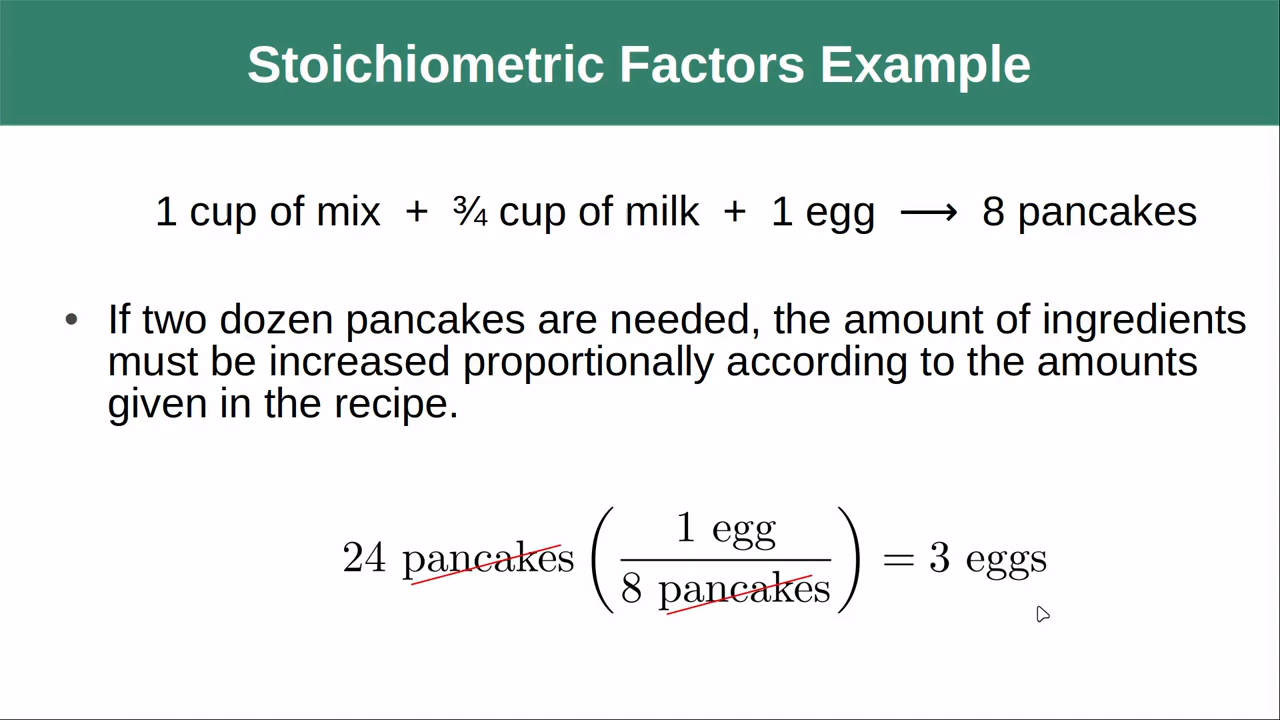 Stoichiometric Factors Example
1 cup of mix + ¾ cup of milk + 1 egg ⟶ 8 pancakes
• If two dozen pancakes are needed, the amount of ingredients
must be increased proportionally according to the amounts
given in the recipe.
24 pancakes (1 egg / 8 pancakes) = 3 eggs